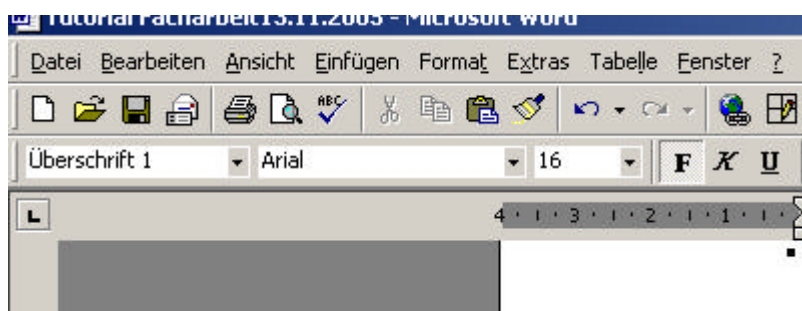 Tutorial Facharbeit13.11.2003 - Microsoft Word
Datei Bearbeiten Ansicht Einfügen Format Extras Tabelle Fenster ?
ABC
Überschrift 1 Arial 16 F K U
L 4 3 2 1